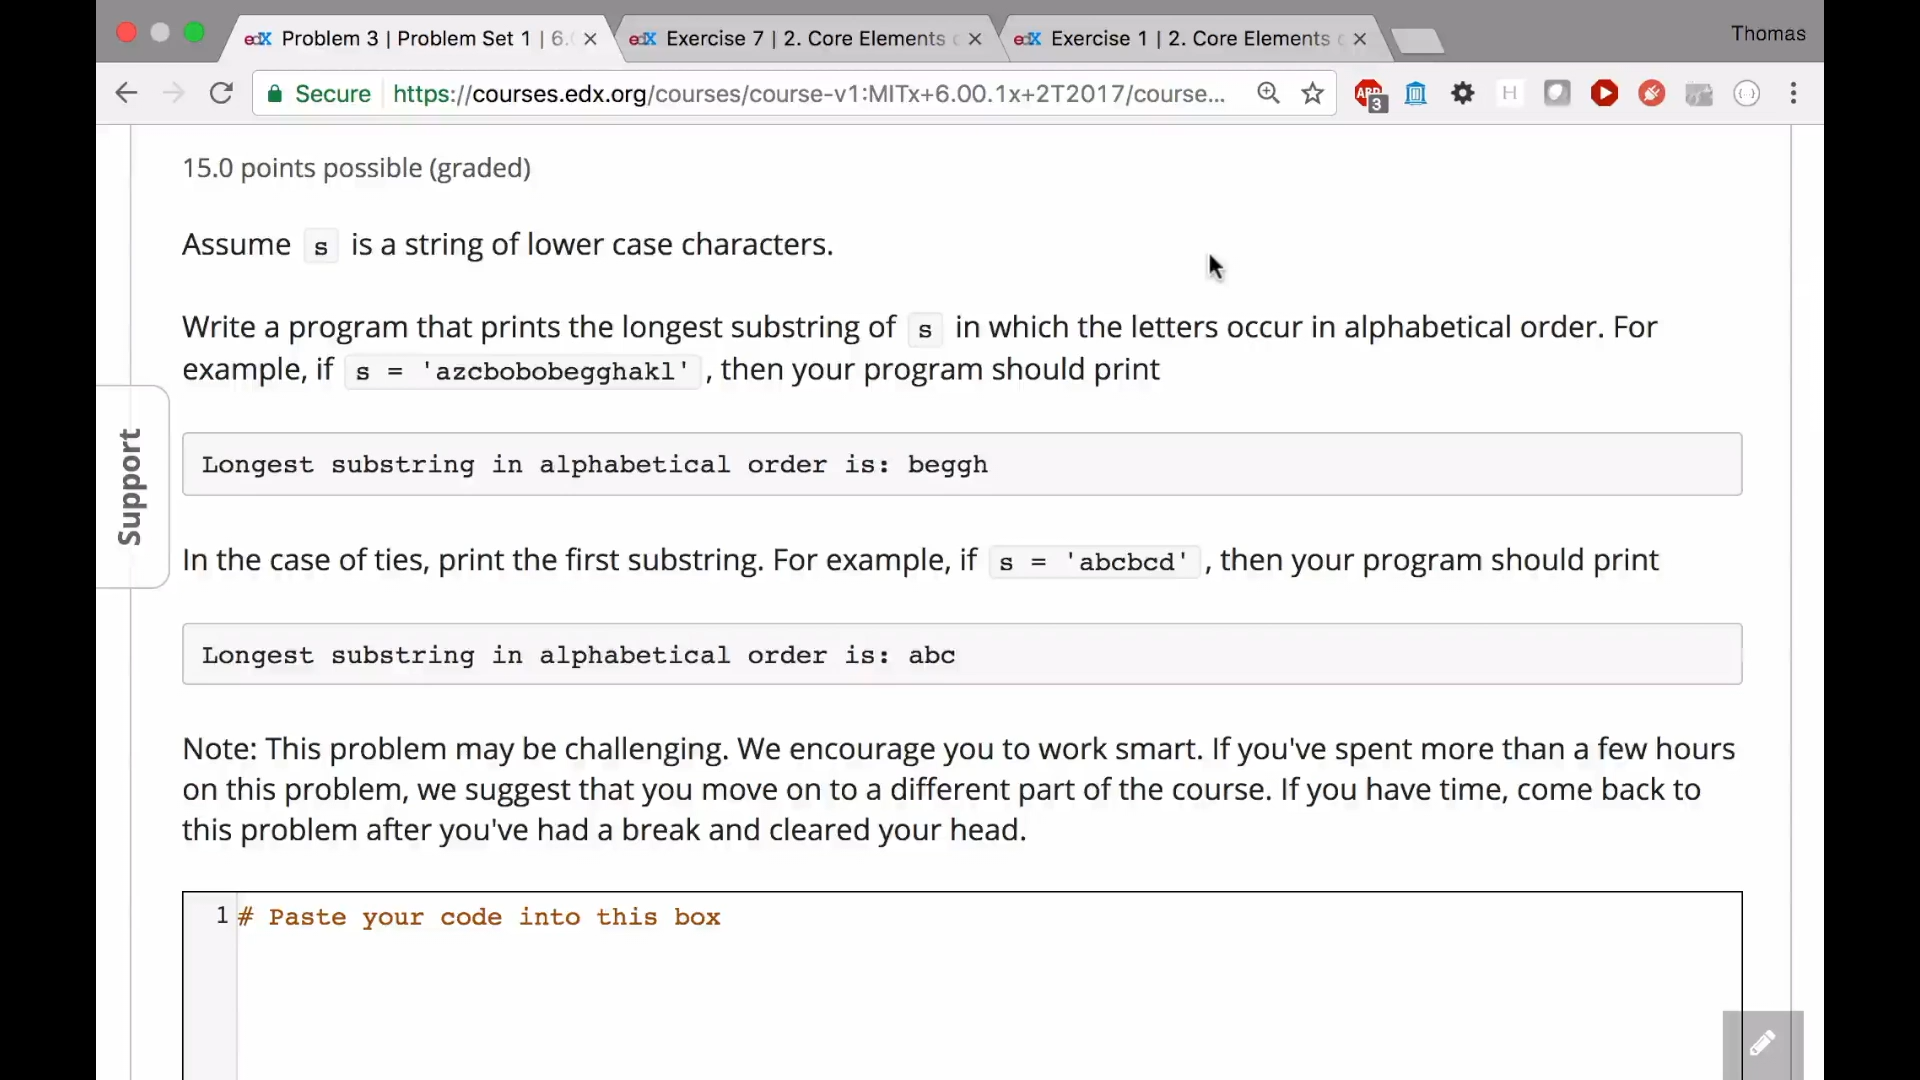 Thomas
edX Problem 3 | Problem Set 1 | 6.
edX Exercise 7 | 2. Core Elements
edX Exercise 1 | 2. Core Elements
Secure https://courses.edx.org/courses/course-v1:MITx+6.00.1x+2T2017/course...
ABP 3 H
15.0 points possible (graded)
Assume s is a string of lower case characters.
Write a program that prints the longest substring of s in which the letters occur in alphabetical order. For
example, if s = 'azcbobobegghakl' , then your program should print
Longest substring in alphabetical order is: beggh
Support
In the case of ties, print the first substring. For example, if s = 'abcbcd' , then your program should print
Longest substring in alphabetical order is: abc
Note: This problem may be challenging. We encourage you to work smart. If you've spent more than a few hours
on this problem, we suggest that you move on to a different part of the course. If you have time, come back to
this problem after you've had a break and cleared your head.
1 # Paste your code into this box